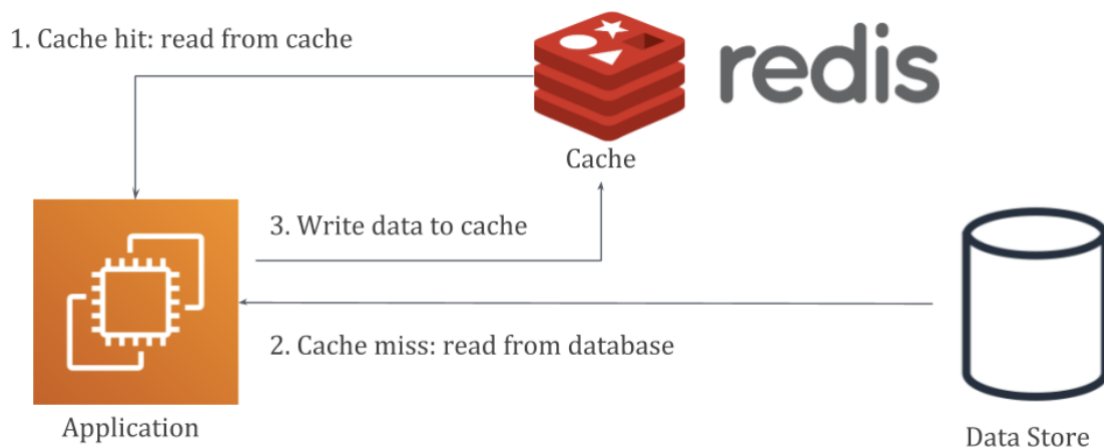 1. Cache hit: read from cache
redis
Cache
3. Write data to cache
2. Cache miss: read from database
Application
Data Store